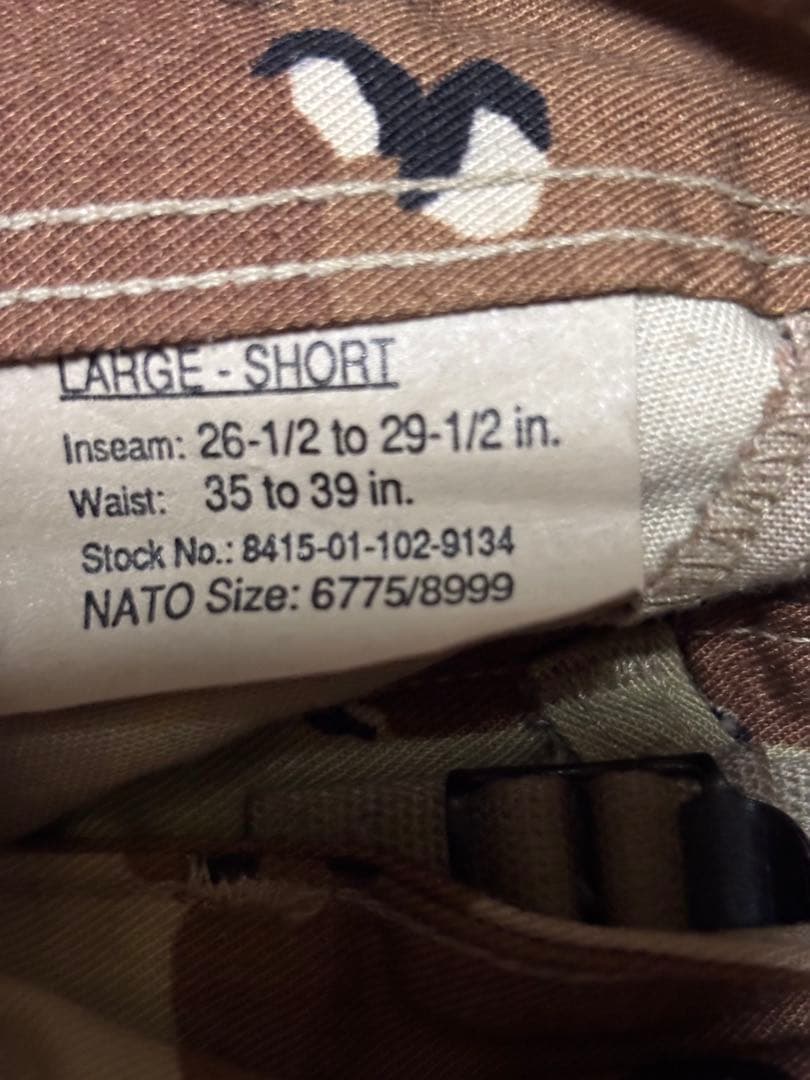 LARGE - SHORT
Inseam: 26-1/2 to 29-1/2 in.
Waist: 35 to 39 in.
Stock No.: 8415-01-102-9134
NATO Size: 6775/8999